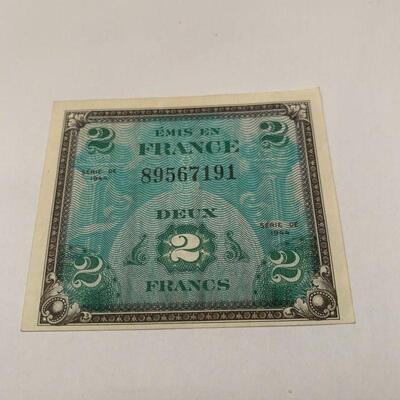 2 ÉMIS EN 2
FRANCE
SÉRIE DE 1944
89567191
DEUX
SÉRIE DE 1944
2 2 2
FRANCS